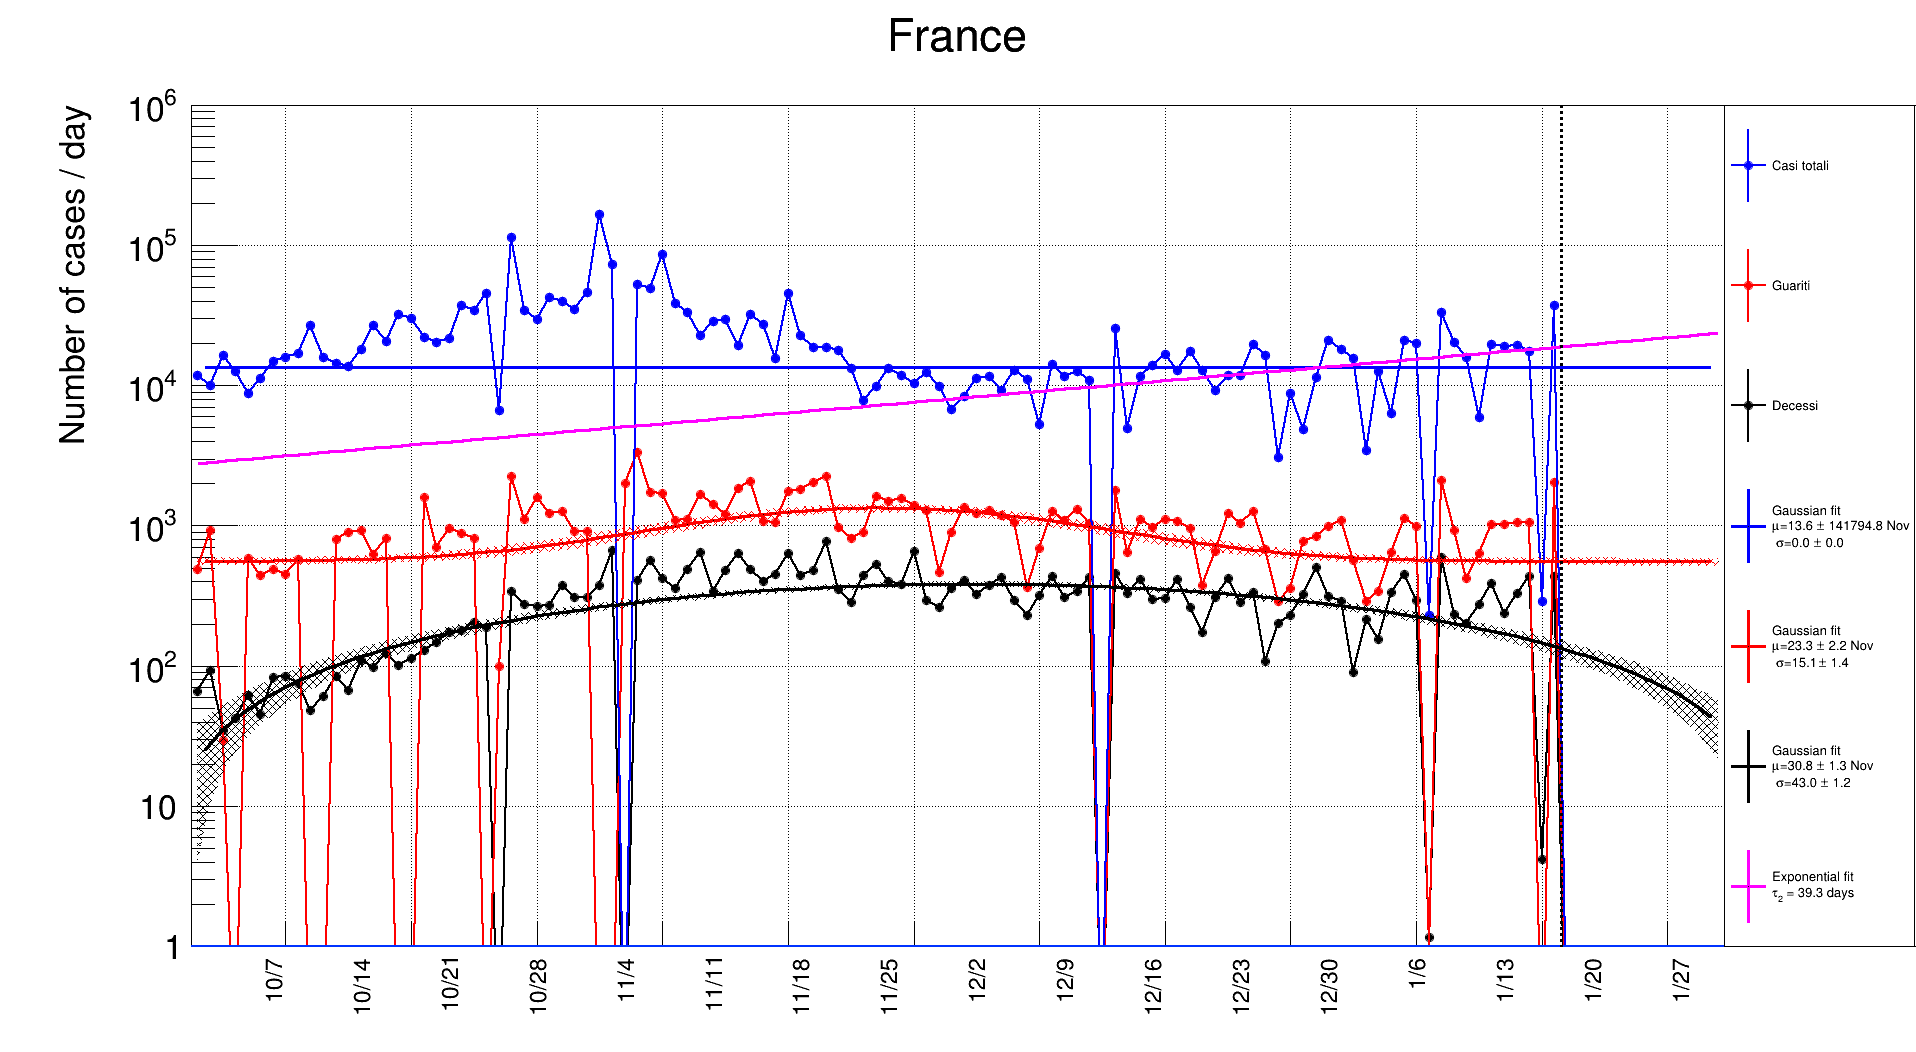 France
Number of cases / day
10⁶
10⁵
10⁴
10³
10²
10
1
10/7
10/14
10/21
10/28
11/4
11/11
11/18
11/25
12/2
12/9
12/16
12/23
12/30
1/6
1/13
1/20
1/27
Casi totali
Guariti
Decessi
Gaussian fit
μ=13.6 ± 141794.8 Nov
σ=0.0 ± 0.0
Gaussian fit
μ=23.3 ± 2.2 Nov
σ=15.1 ± 1.4
Gaussian fit
μ=30.8 ± 1.3 Nov
σ=43.0 ± 1.2
Exponential fit
τ₂ = 39.3 days